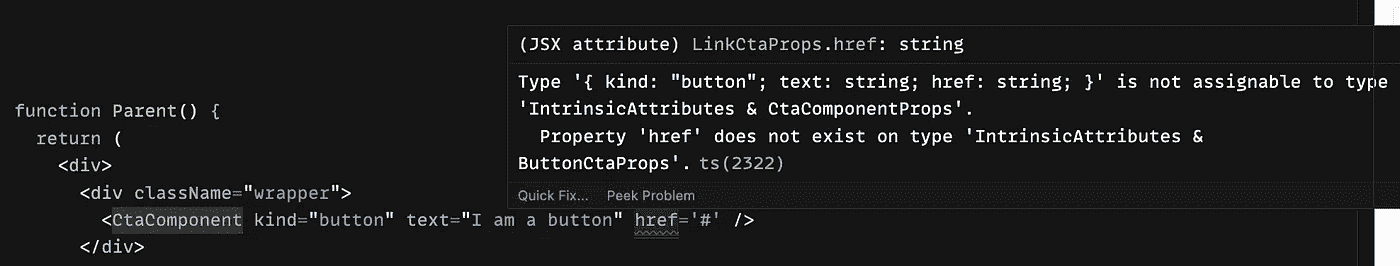 (JSX attribute) LinkCtaProps.href: string
Type '{ kind: "button"; text: string; href: string; }' is not assignable to type
'IntrinsicAttributes & CtaComponentProps'.
Property 'href' does not exist on type 'IntrinsicAttributes &
ButtonCtaProps'. ts(2322)
Quick Fix... Peek Problem
function Parent() {
return (
<div>
<div className="wrapper">
<CtaComponent kind="button" text="I am a button" href='#' />
</div>